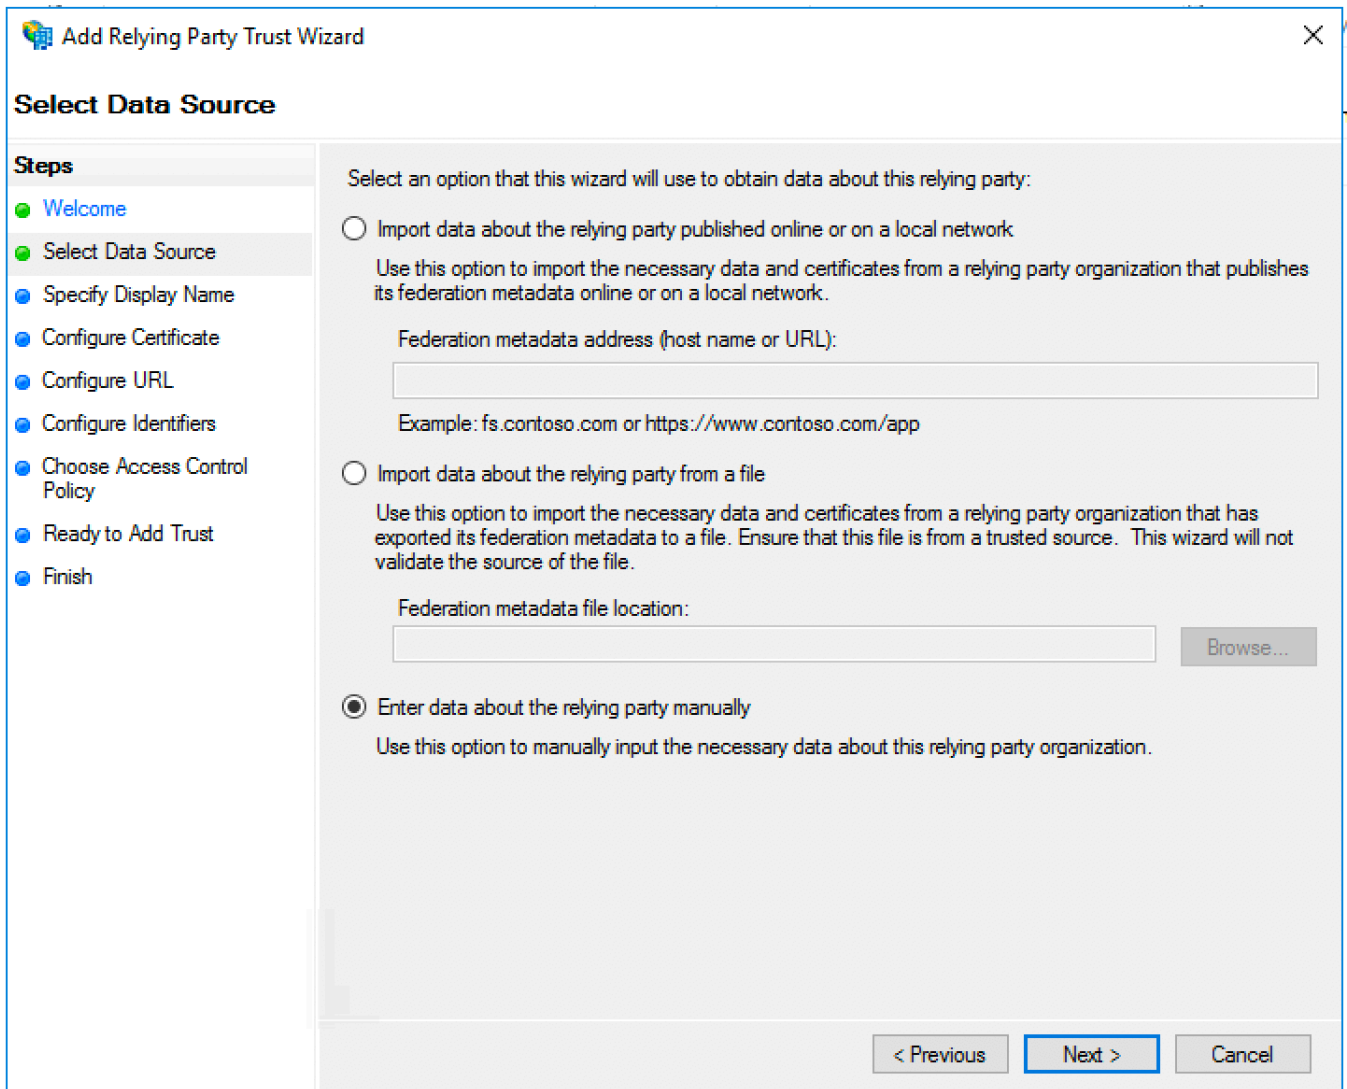 Add Relying Party Trust Wizard
Select Data Source
Steps
Welcome
Select Data Source
Specify Display Name
Configure Certificate
Configure URL
Configure Identifiers
Choose Access Control
Policy
Ready to Add Trust
Finish
Select an option that this wizard will use to obtain data about this relying party:
Import data about the relying party published online or on a local network
Use this option to import the necessary data and certificates from a relying party organization that publishes
its federation metadata online or on a local network.
Federation metadata address (host name or URL):
Example: fs.contoso.com or https://www.contoso.com/app
Import data about the relying party from a file
Use this option to import the necessary data and certificates from a relying party organization that has
exported its federation metadata to a file. Ensure that this file is from a trusted source. This wizard will not
validate the source of the file.
Federation metadata file location:
Browse...
Enter data about the relying party manually
Use this option to manually input the necessary data about this relying party organization.
< Previous
Next >
Cancel